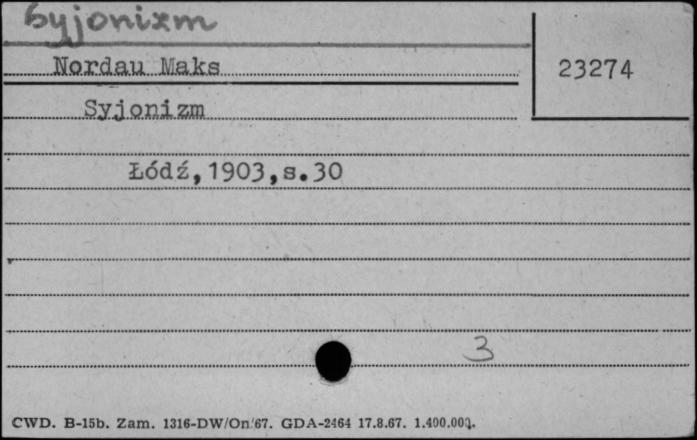 Syjonizm
Nordau Maks
23274
Syjonizm
Łódź,1903,s.30
3
CWD. B-15b. Zam. 1316-DW/On/67. GDA-2464 17.8.67. 1.400.000.